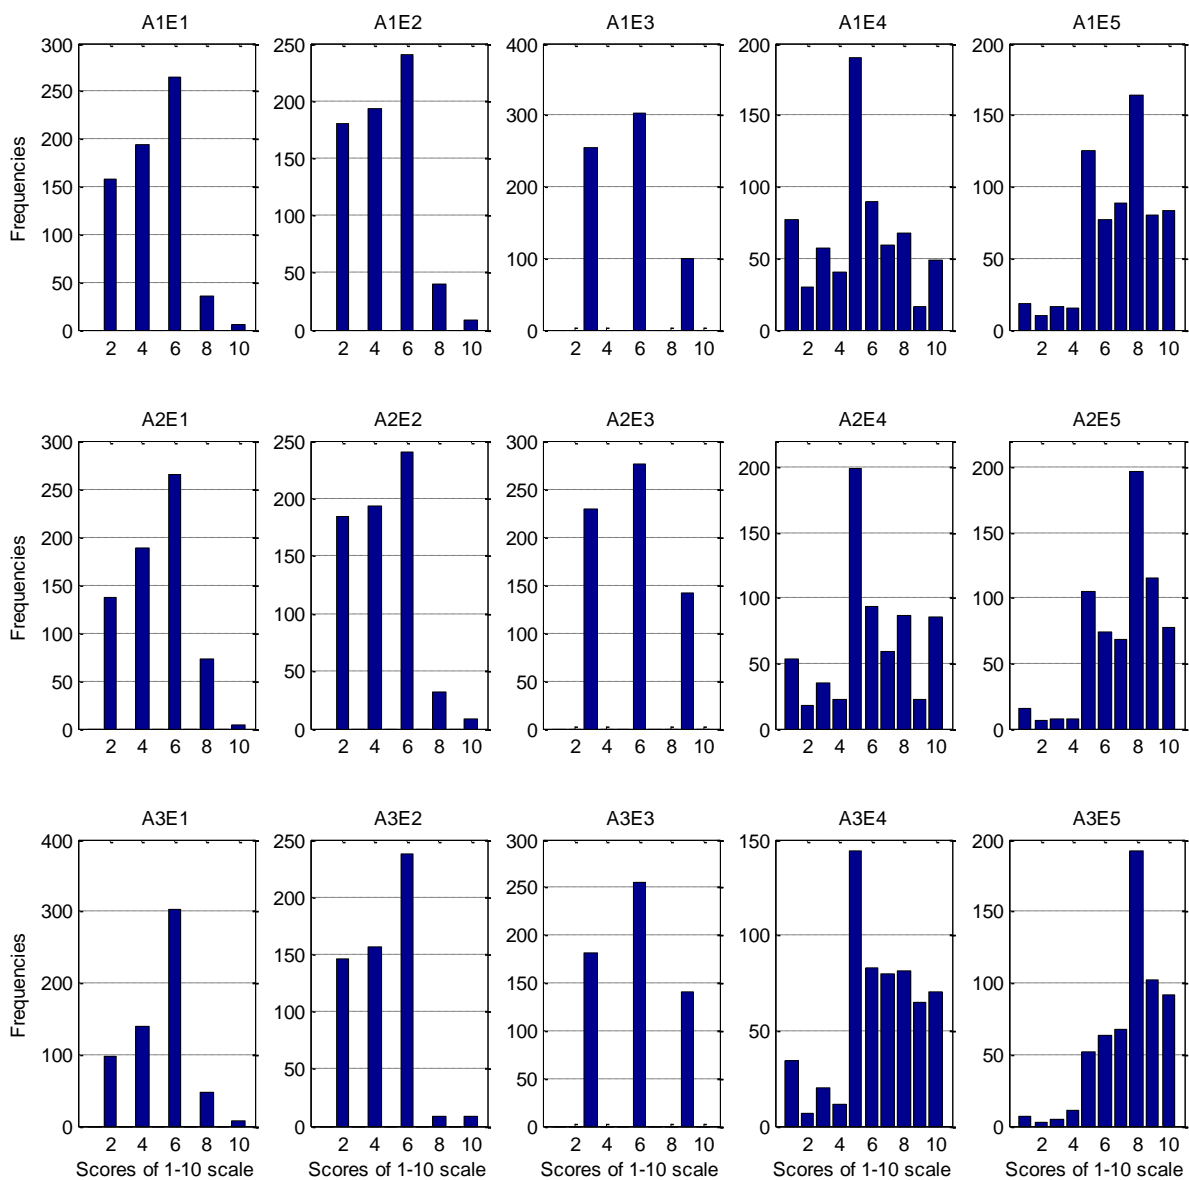 A1E1 A1E2 A1E3 A1E4 A1E5
300 250 400 200 200
250 200 300 150 150
200 150 200 100 100
150 100 100 50 50
100 50 0 0 0
50 0
0
Frequencies
2 4 6 8 10 2 4 6 8 10 2 4 6 8 10 2 4 6 8 10 2 4 6 8 10
A2E1 A2E2 A2E3 A2E4 A2E5
300 250 300 200 200
250 200 250 150 150
200 150 200 100 100
150 100 150 50 50
100 50 100 0 0
50 0 50
0 0
Frequencies
2 4 6 8 10 2 4 6 8 10 2 4 6 8 10 2 4 6 8 10 2 4 6 8 10
A3E1 A3E2 A3E3 A3E4 A3E5
400 250 300 150 200
300 200 250 100 150
200 150 200 50 100
100 100 150 0 50
0 50 100 0
0 50
0
Frequencies
2 4 6 8 10 2 4 6 8 10 2 4 6 8 10 2 4 6 8 10 2 4 6 8 10
Scores of 1-10 scale Scores of 1-10 scale Scores of 1-10 scale Scores of 1-10 scale Scores of 1-10 scale